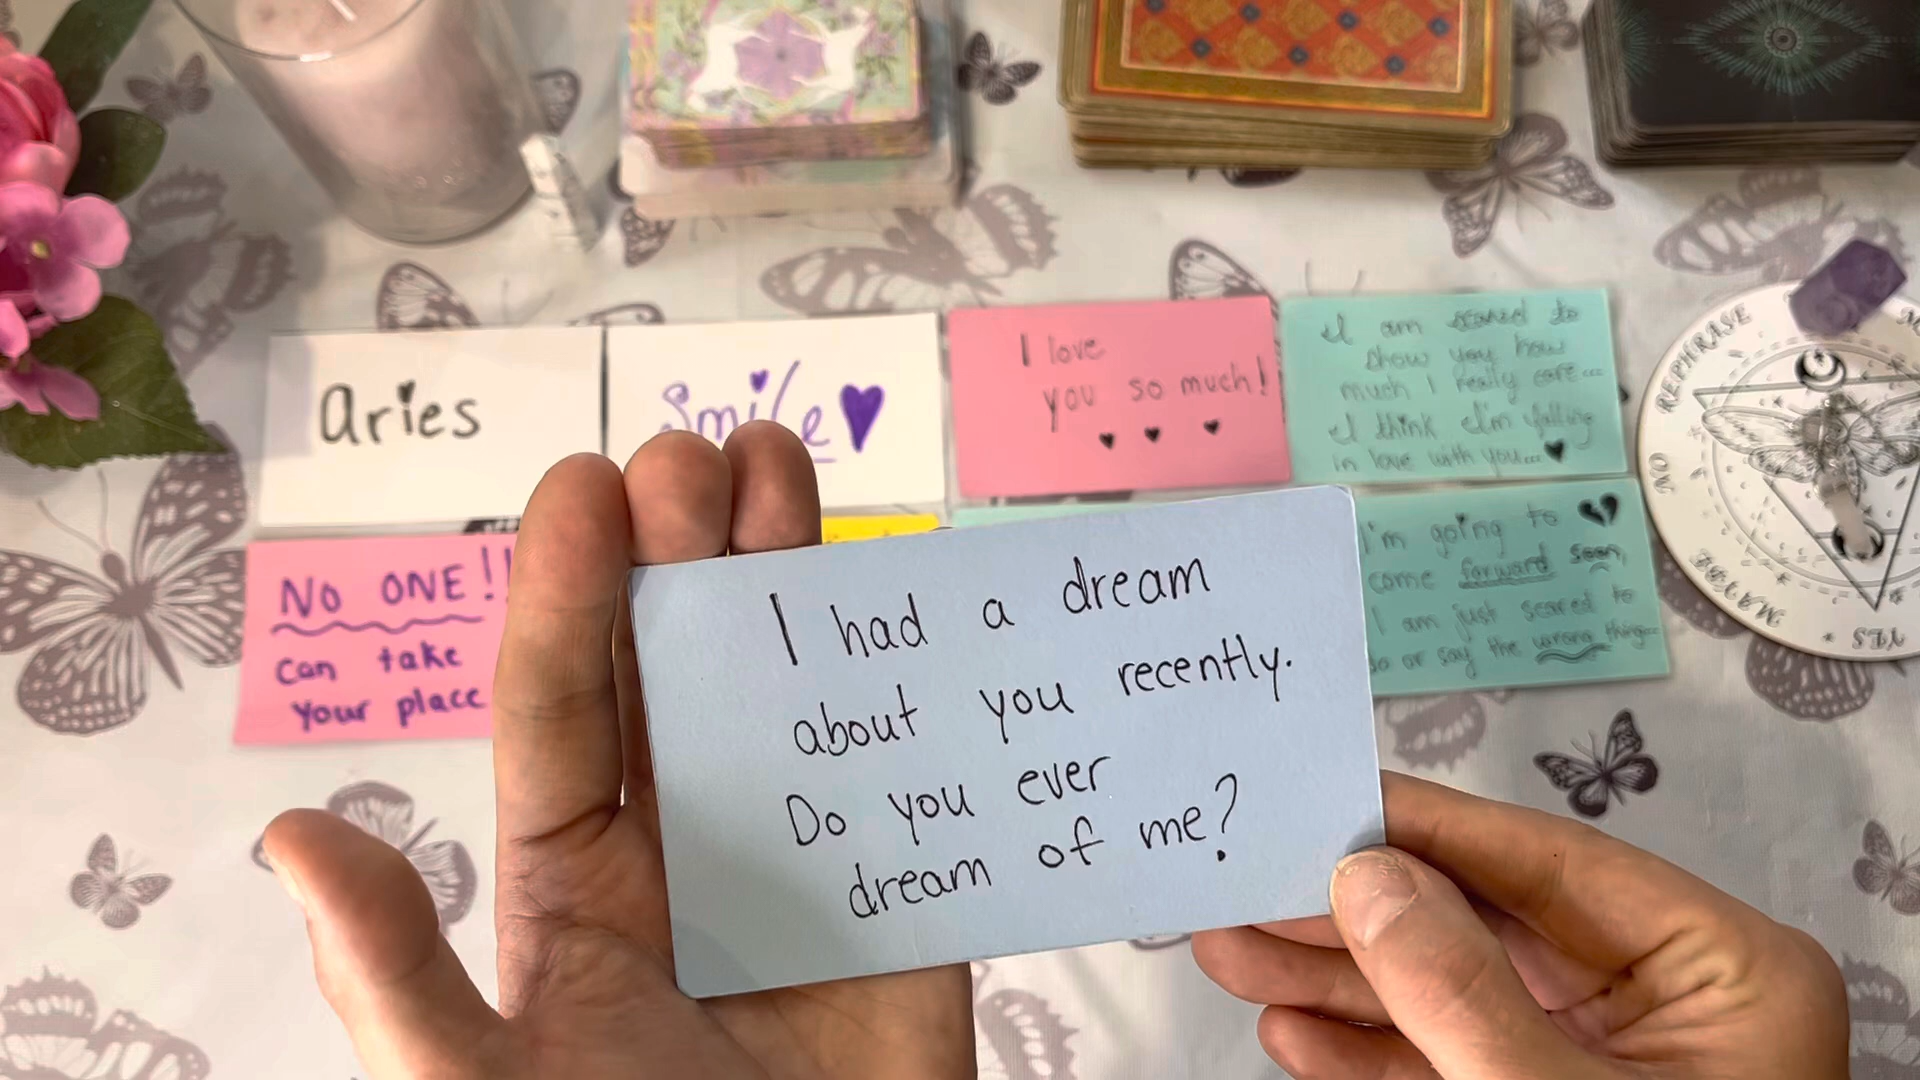 Aries
Smile
I love
you so much!
I am scared to
show you how
much I really care...
I think I'm falling
in love with you...
NO ONE!!
can take
your place
I had a dream
about you recently.
Do you ever
dream of me?
I'm going to
come forward soon,
I am just scared to
do or say the wrong thing...
REPHRASE
NO
MAYBE
YES